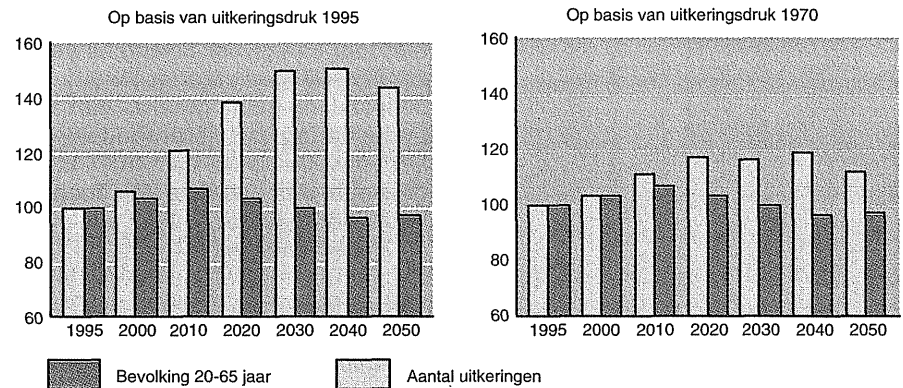 Op basis van uitkeringsdruk 1995
160
140
120
100
80
60
1995 2000 2010 2020 2030 2040 2050
Op basis van uitkeringsdruk 1970
160
140
120
100
80
60
1995 2000 2010 2020 2030 2040 2050
Bevolking 20-65 jaar
Aantal uitkeringen